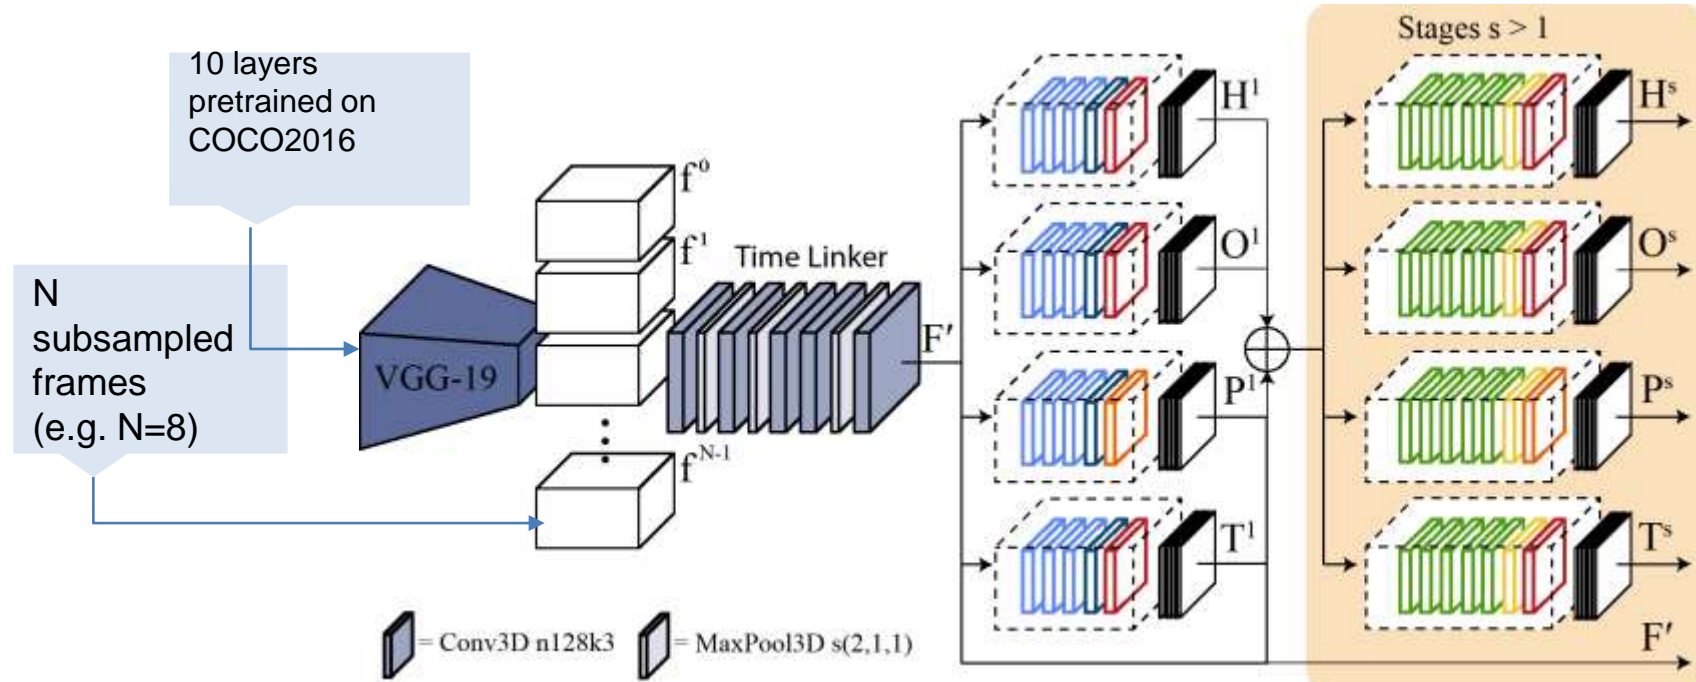 10 layers
pretrained on
COCO2016
N
subsampled
frames
(e.g. N=8)
VGG-19
f⁰
f¹
f^N-1
Time Linker
F'
H¹
O¹
P¹
T¹
Stages s > 1
Hˢ
Oˢ
Pˢ
Tˢ
F'
= Conv3D n128k3
= MaxPool3D s(2,1,1)